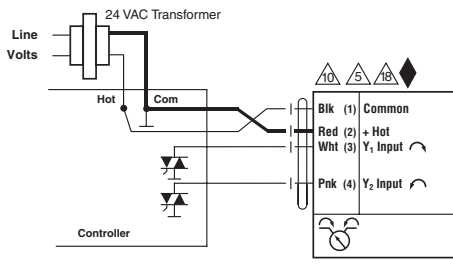 24 VAC Transformer
Line
Volts
10 5 18
Hot Com
Blk (1) Common
Red (2) + Hot
Wht (3) Y1 Input
Pnk (4) Y2 Input
Controller